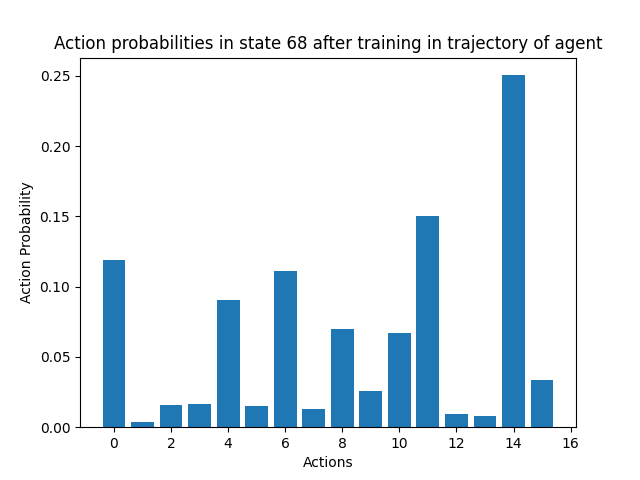 Action probabilities in state 68 after training in trajectory of agent
0.25
0.20
0.15
0.10
0.05
0.00
Action Probability
0 2 4 6 8 10 12 14 16
Actions